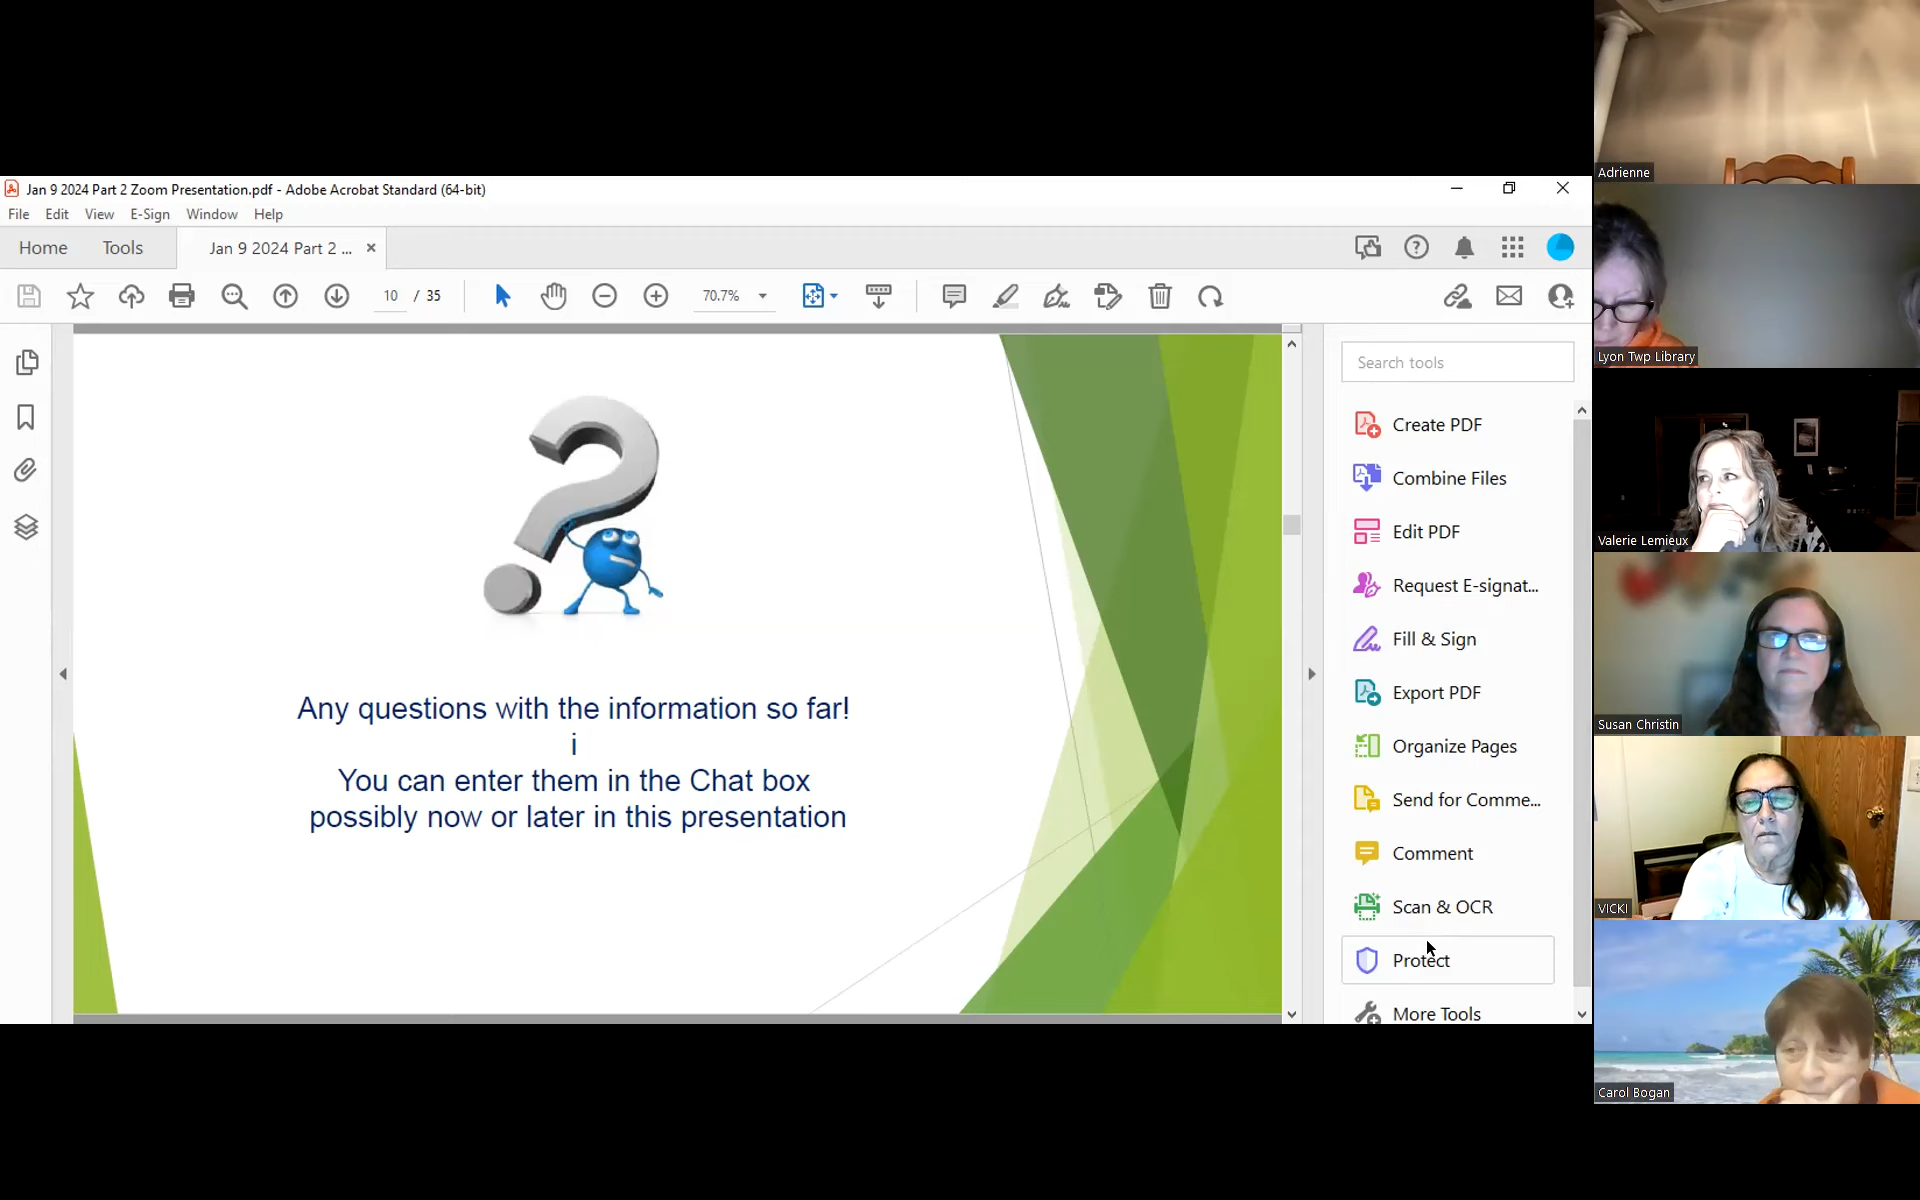 Jan 9 2024 Part 2 Zoom Presentation.pdf - Adobe Acrobat Standard (64-bit)
File Edit View E-Sign Window Help
Home Tools Jan 9 2024 Part 2 ...
10 / 35 70.7%
?
Any questions with the information so far!
i
You can enter them in the Chat box
possibly now or later in this presentation
Search tools
Create PDF
Combine Files
Edit PDF
Request E-signat...
Fill & Sign
Export PDF
Organize Pages
Send for Comme...
Comment
Scan & OCR
Protect
More Tools
Adrienne
Lyon Twp Library
Valerie Lemieux
Susan Christin
VICKI
Carol Bogan